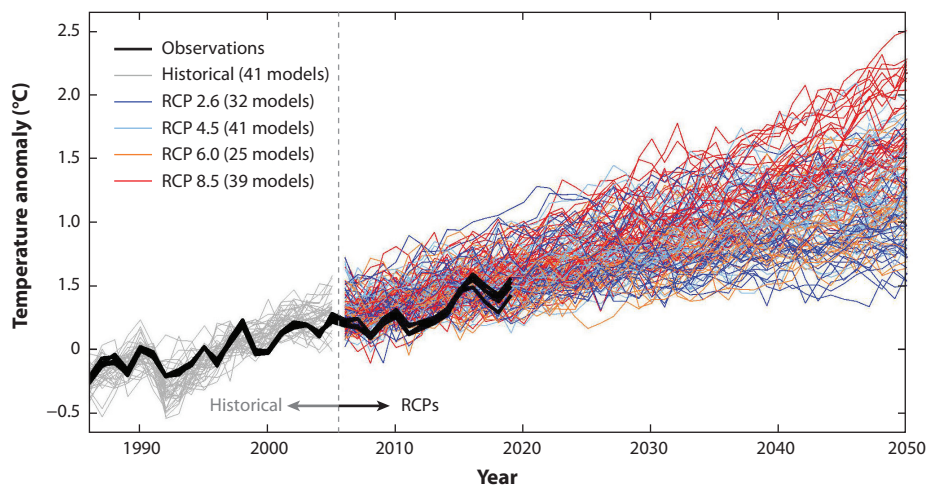 2.5
2.0
1.5
1.0
1.5
0
−0.5
Temperature anomaly (°C)
Observations
Historical (41 models)
RCP 2.6 (32 models)
RCP 4.5 (41 models)
RCP 6.0 (25 models)
RCP 8.5 (39 models)
Historical RCPs
1990 2000 2010 2020 2030 2040 2050
Year